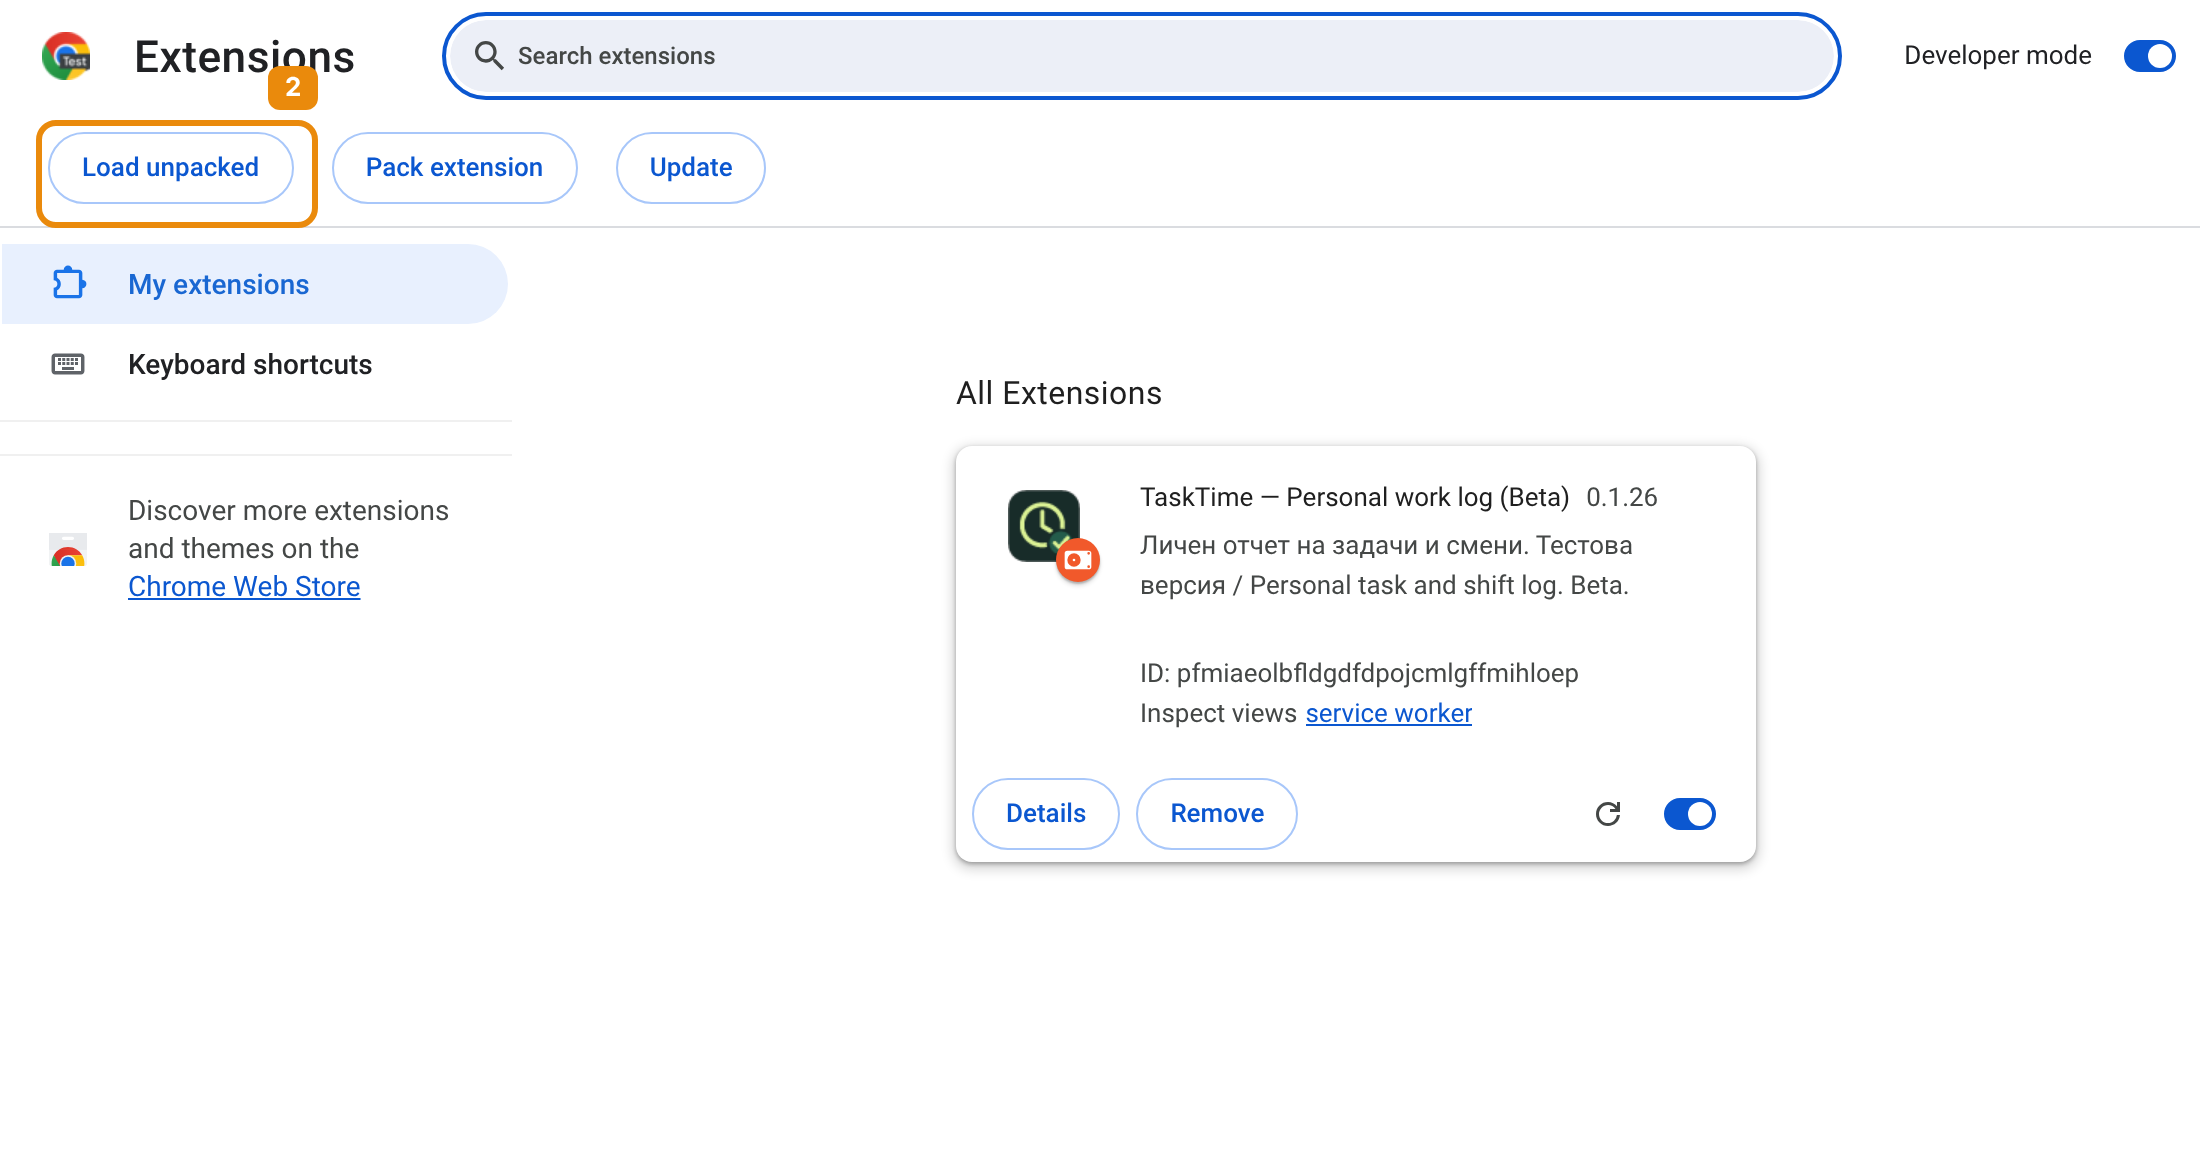 Test
Extensions
Search extensions
Developer mode
2
Load unpacked
Pack extension
Update
My extensions
Keyboard shortcuts
Discover more extensions
and themes on the
Chrome Web Store
All Extensions
TaskTime — Personal work log (Beta) 0.1.26
Личен отчет на задачи и смени. Тестова
версия / Personal task and shift log. Beta.
ID: pfmiaeolbfldgdfdpojcmlgffmihloep
Inspect views service worker
Details
Remove